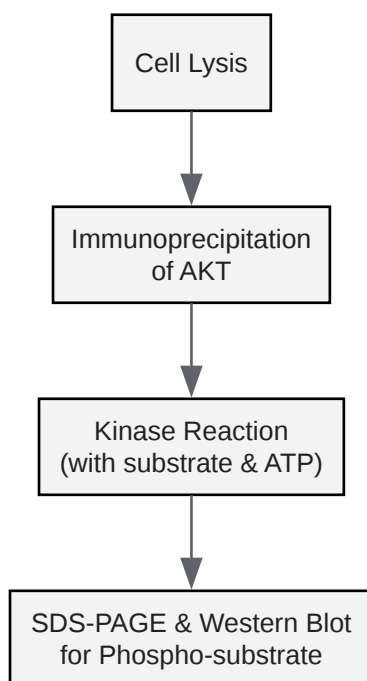 Cell Lysis
Immunoprecipitation
of AKT
Kinase Reaction
(with substrate & ATP)
SDS-PAGE & Western Blot
for Phospho-substrate